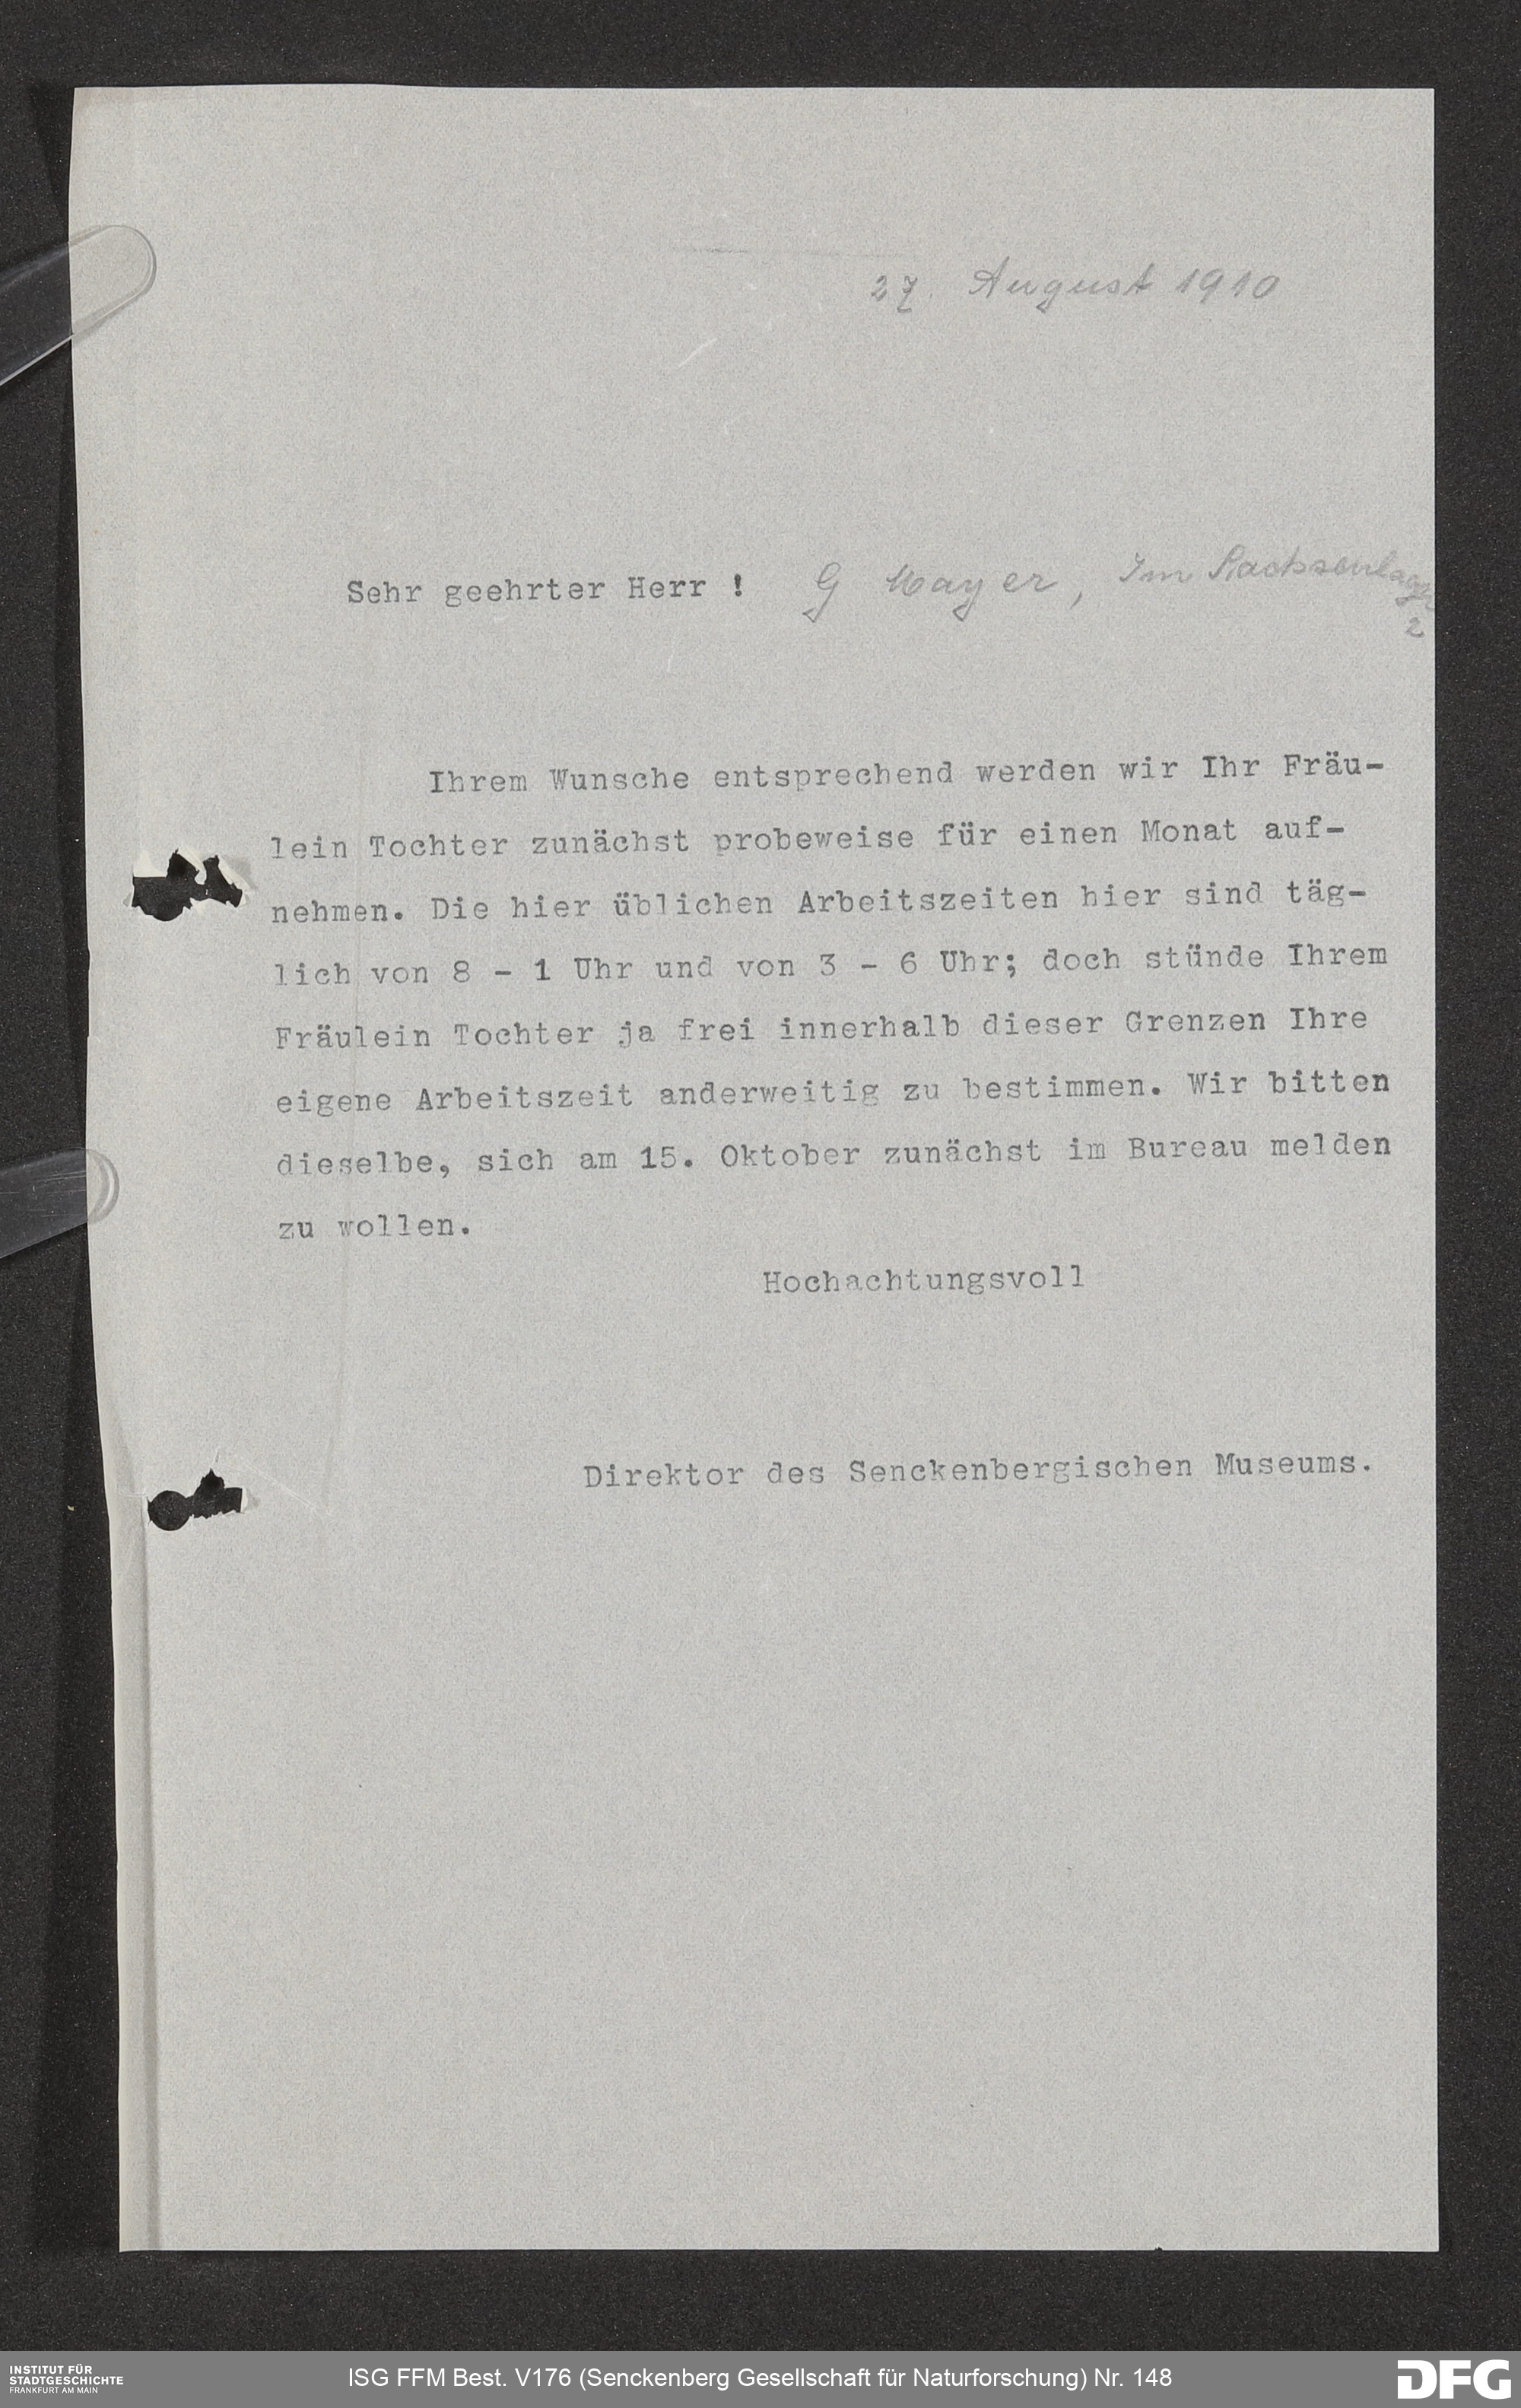 27. August 1910
Sehr geehrter Herr ! G Mayer, Im Sachsenlager
2
Ihrem Wunsche entsprechend werden wir Ihr Fräu-
lein Tochter zunächst probeweise für einen Monat auf-
nehmen. Die hier üblichen Arbeitszeiten hier sind täg-
lich von 8 - 1 Uhr und von 3 - 6 Uhr; doch stünde Ihrem
Fräulein Tochter ja frei innerhalb dieser Grenzen Ihre
eigene Arbeitszeit anderweitig zu bestimmen. Wir bitten
dieselbe, sich am 15. Oktober zunächst im Bureau melden
zu wollen.
Hochachtungsvoll
Direktor des Senckenbergischen Museums.
INSTITUT FÜR
STADTGESCHICHTE
FRANKFURT AM MAIN
ISG FFM Best. V176 (Senckenberg Gesellschaft für Naturforschung) Nr. 148
DFG